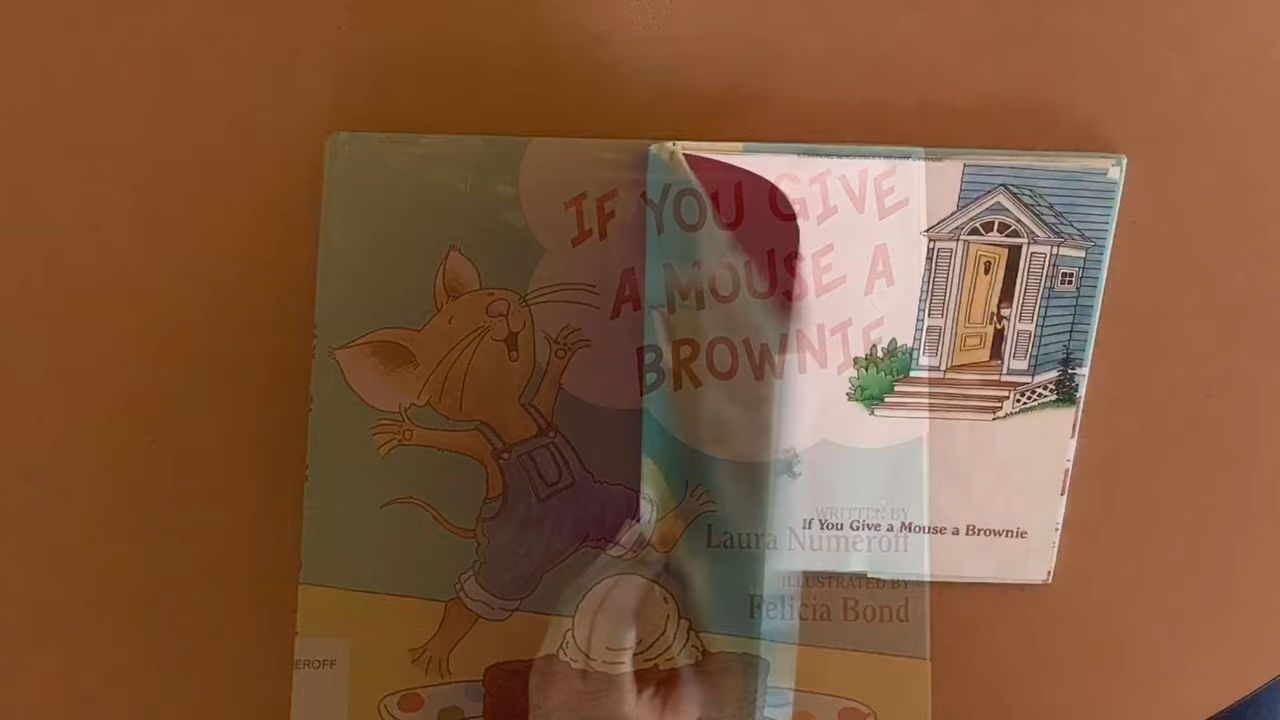 IF YOU GIVE
A MOUSE A
BROWNIE
WRITTEN BY
Laura Numeroff
If You Give a Mouse a Brownie
ILLUSTRATED BY
Felicia Bond
EROFF